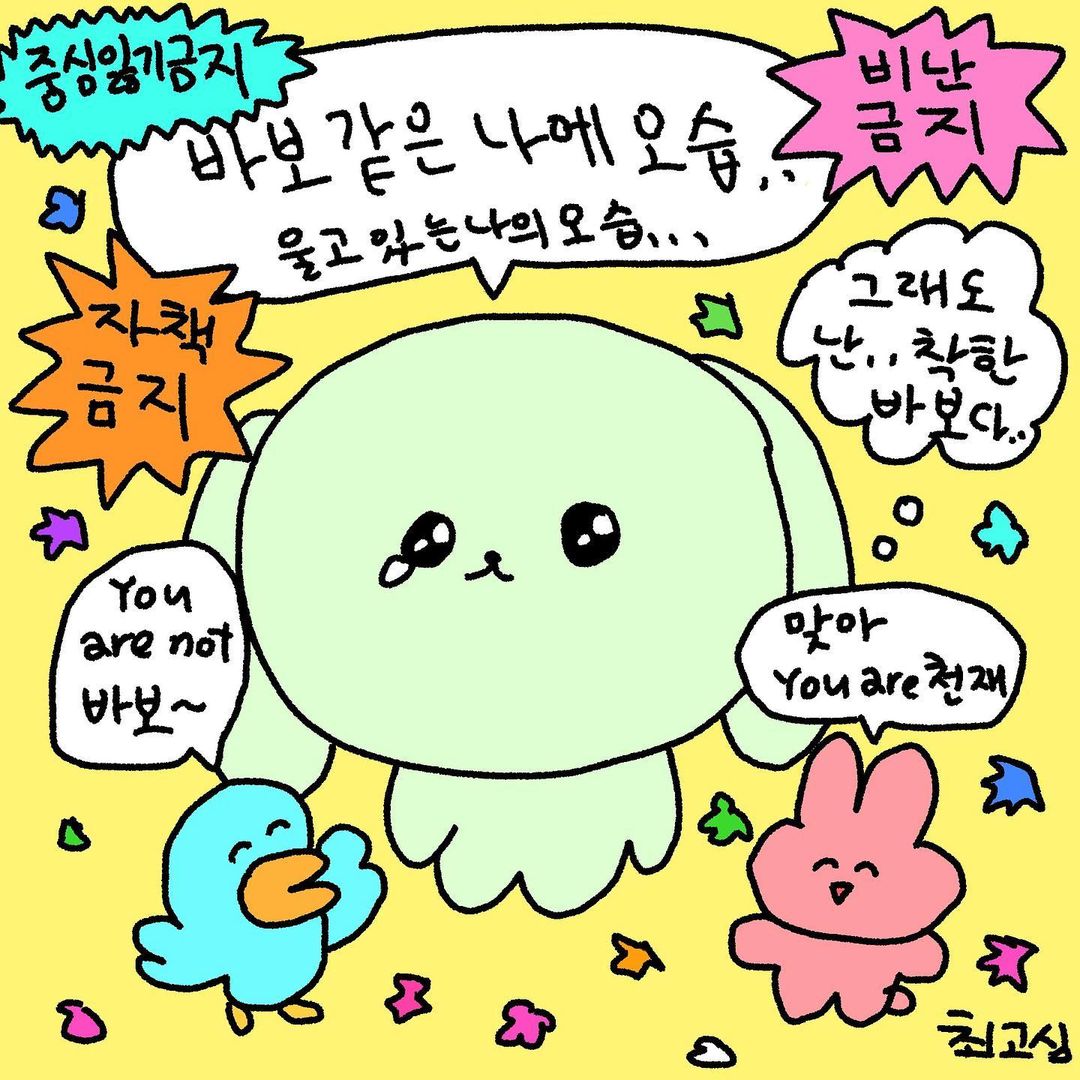 중심잃기금지
바보 같은 나에 모습..
울고 있는 나의 모습...
비난
금지
자책
금지
그래도
난.. 착한
바보다..
You
are not
바보~
맞아
You are 천재
최고심